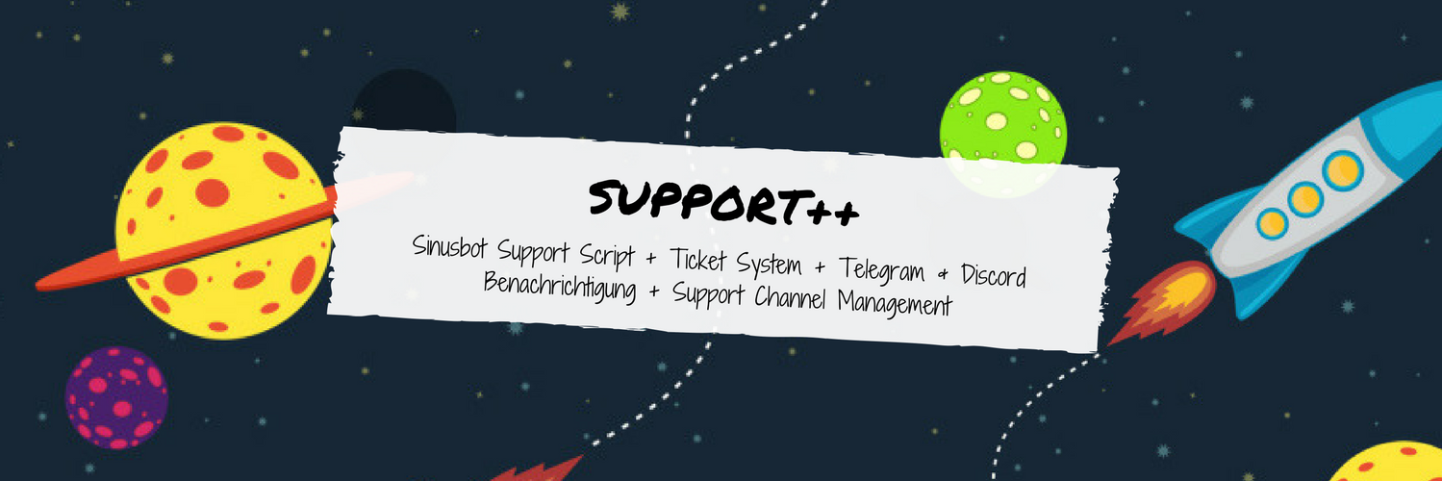 SUPPORT++
Sinusbot Support Script + Ticket System + Telegram & Discord
Benachrichtigung + Support Channel Management